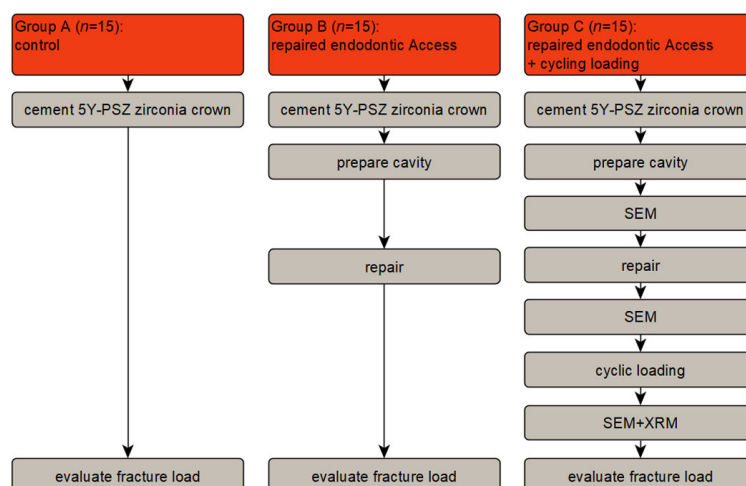 Group A (n=15):
control
cement 5Y-PSZ zirconia crown
evaluate fracture load
Group B (n=15):
repaired endodontic Access
cement 5Y-PSZ zirconia crown
prepare cavity
repair
evaluate fracture load
Group C (n=15):
repaired endodontic Access
+ cycling loading
cement 5Y-PSZ zirconia crown
prepare cavity
SEM
repair
SEM
cyclic loading
SEM+XRM
evaluate fracture load